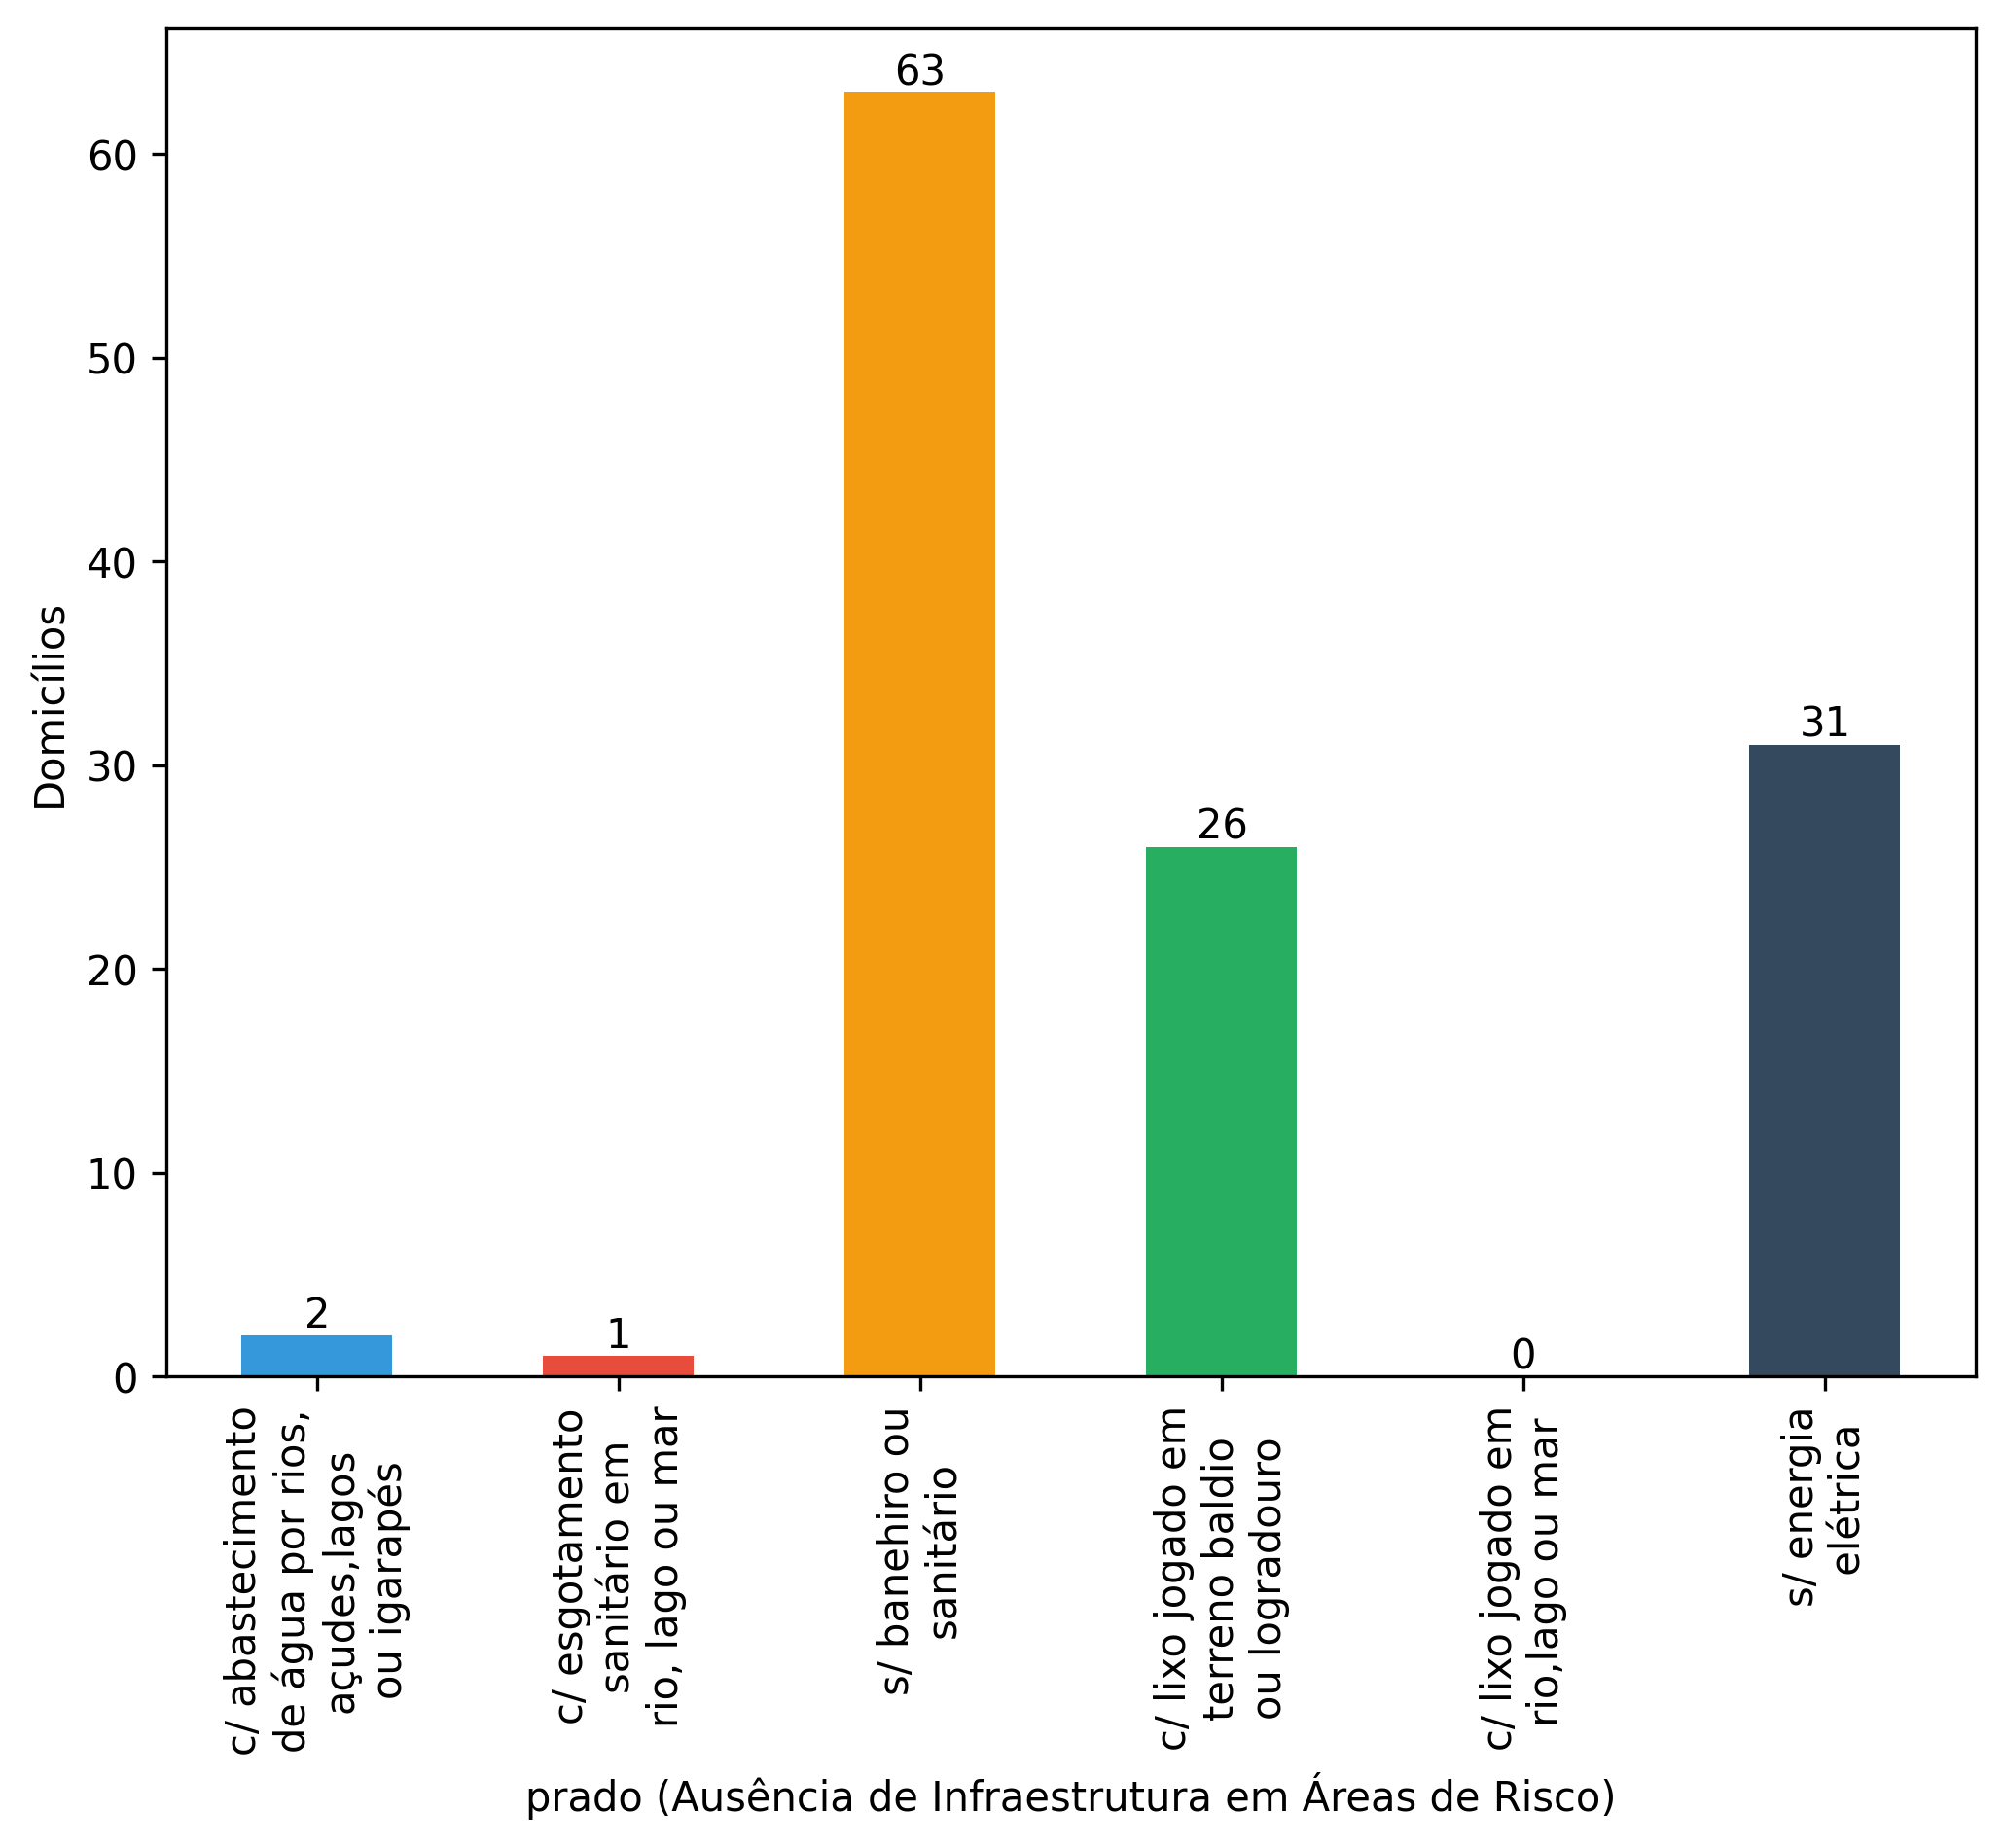 63
60
50
40
30
20
10
0
Domicílios
31
26
2
1
0
c/ abastecimento
de água por rios,
açudes,lagos
ou igarapés
c/ esgotamento
sanitário em
rio, lago ou mar
s/ banehiro ou
sanitário
c/ lixo jogado em
terreno baldio
ou logradouro
c/ lixo jogado em
rio,lago ou mar
s/ energia
elétrica
prado (Ausência de Infraestrutura em Áreas de Risco)